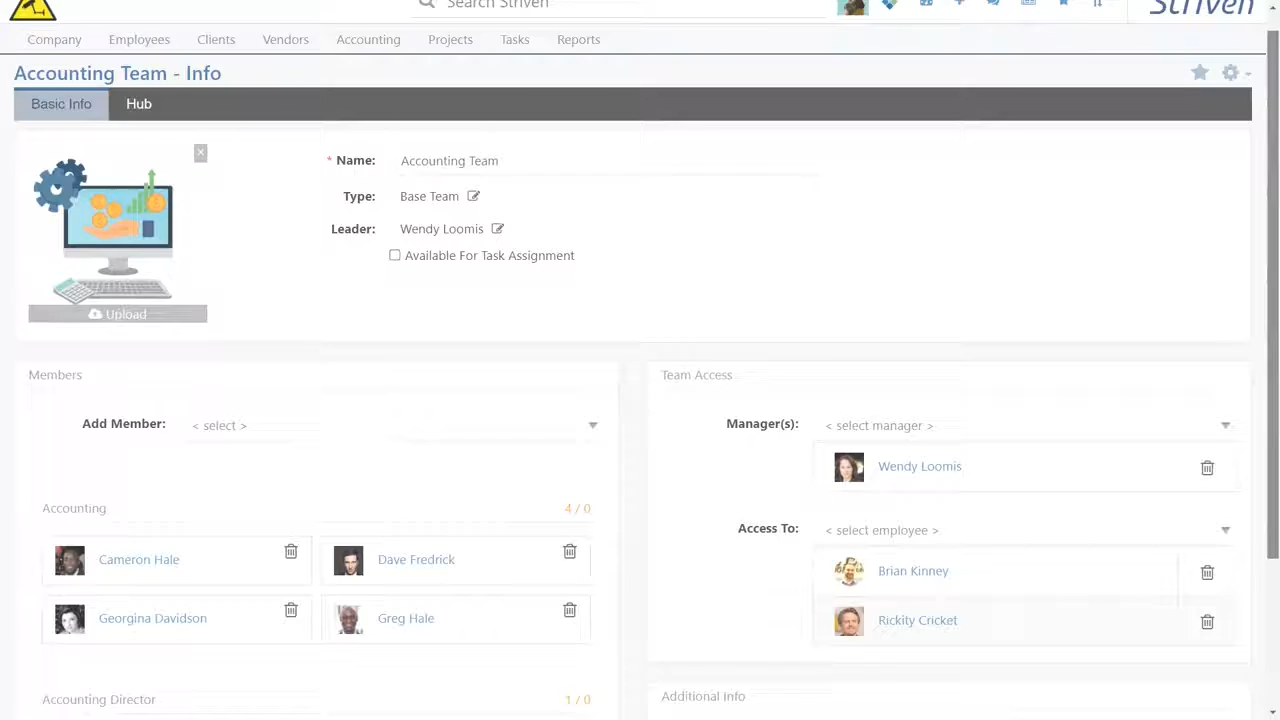 Search Striven
Striven
Company Employees Clients Vendors Accounting Projects Tasks Reports
Accounting Team - Info
Basic Info Hub
* Name: Accounting Team
Type: Base Team
Leader: Wendy Loomis
Available For Task Assignment
Upload
Members
Add Member: < select >
Accounting 4 / 0
Cameron Hale Dave Fredrick
Georgina Davidson Greg Hale
Accounting Director 1 / 0
Team Access
Manager(s): < select manager >
Wendy Loomis
Access To: < select employee >
Brian Kinney
Rickity Cricket
Additional Info